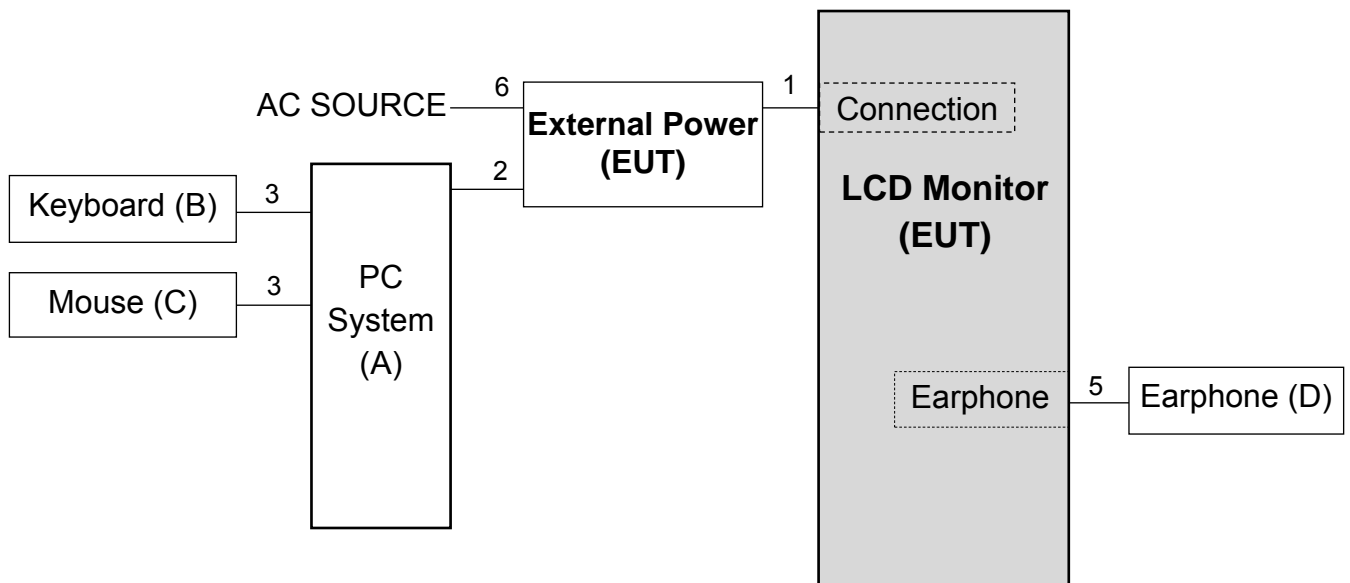 AC SOURCE
6
External Power
(EUT)
1
Connection
2
LCD Monitor
(EUT)
Keyboard (B)
3
Mouse (C)
3
PC
System
(A)
Earphone
5
Earphone (D)